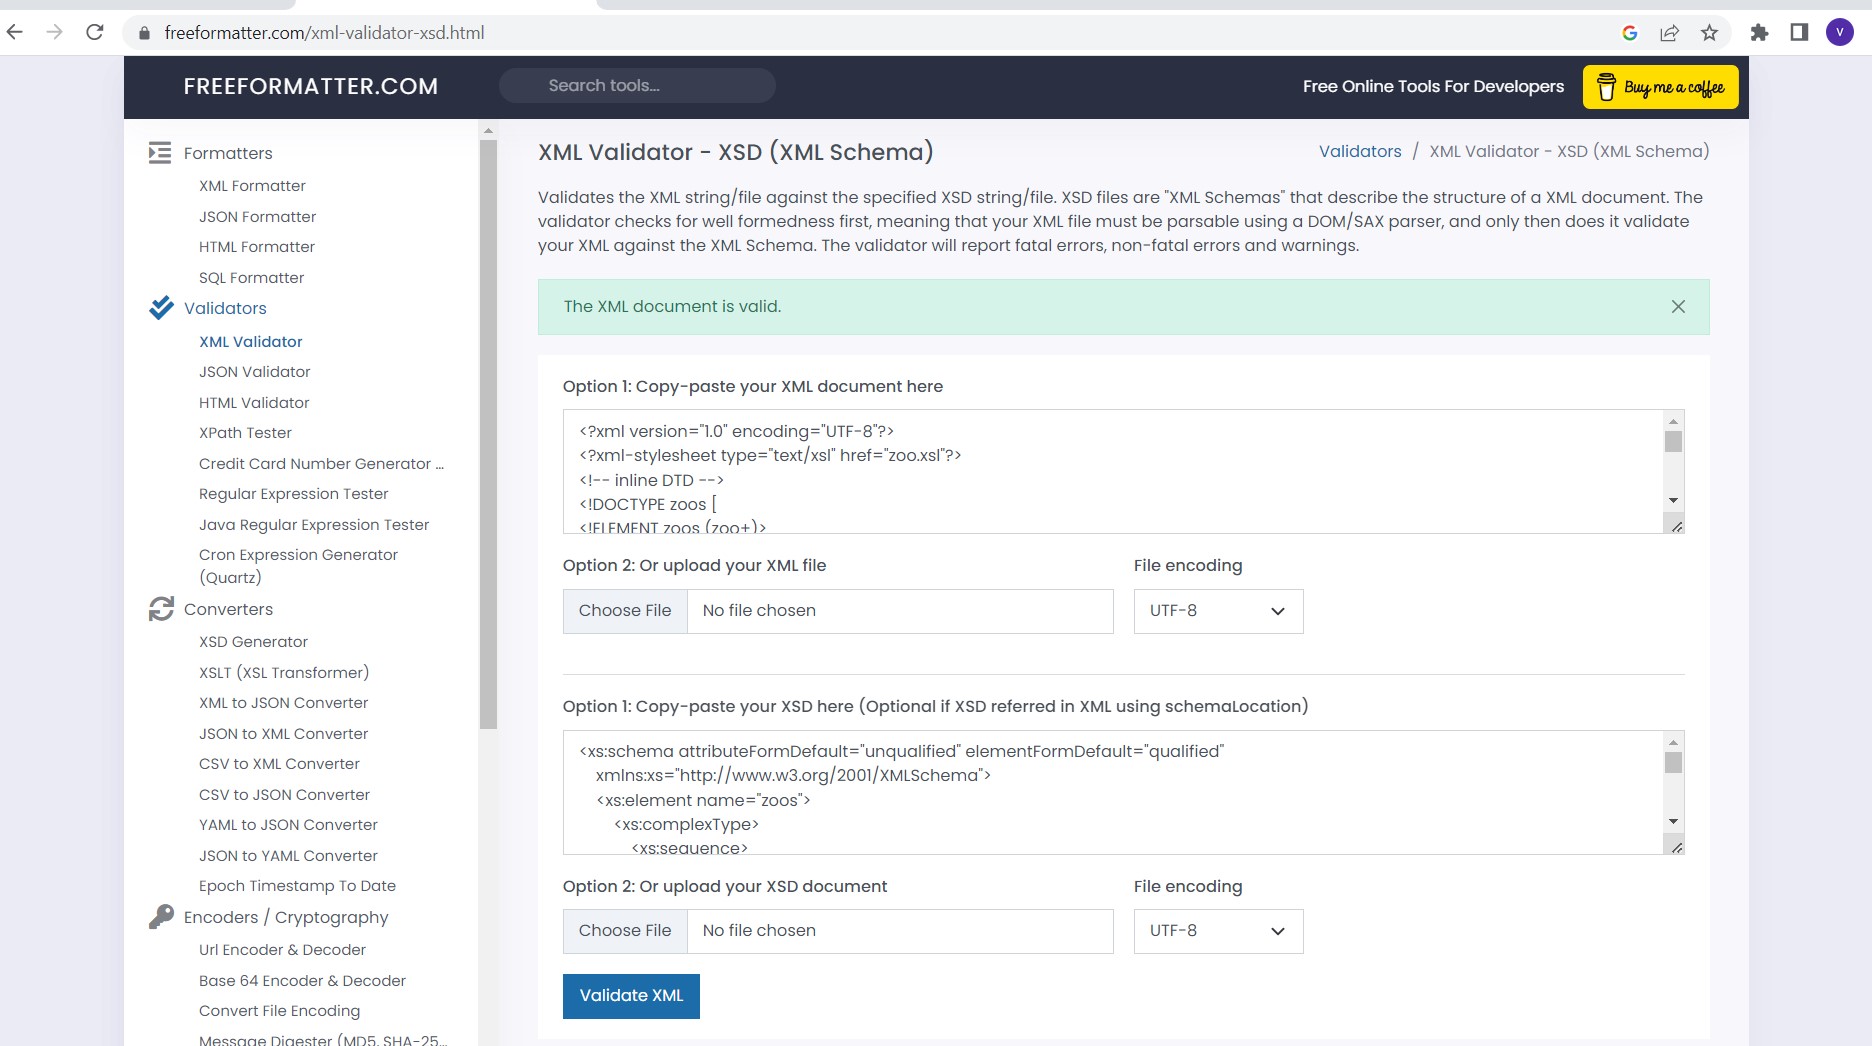 freeformatter.com/xml-validator-xsd.html
V
FREEFORMATTER.COM
Search tools...
Free Online Tools For Developers
Buy me a coffee
Formatters
XML Formatter
JSON Formatter
HTML Formatter
SQL Formatter
Validators
XML Validator
JSON Validator
HTML Validator
XPath Tester
Credit Card Number Generator ...
Regular Expression Tester
Java Regular Expression Tester
Cron Expression Generator
(Quartz)
Converters
XSD Generator
XSLT (XSL Transformer)
XML to JSON Converter
JSON to XML Converter
CSV to XML Converter
CSV to JSON Converter
YAML to JSON Converter
JSON to YAML Converter
Epoch Timestamp To Date
Encoders / Cryptography
Url Encoder & Decoder
Base 64 Encoder & Decoder
Convert File Encoding
Message Digester (MD5, SHA-25...
XML Validator - XSD (XML Schema)
Validators / XML Validator - XSD (XML Schema)
Validates the XML string/file against the specified XSD string/file. XSD files are "XML Schemas" that describe the structure of a XML document. The
validator checks for well formedness first, meaning that your XML file must be parsable using a DOM/SAX parser, and only then does it validate
your XML against the XML Schema. The validator will report fatal errors, non-fatal errors and warnings.
The XML document is valid.
Option 1: Copy-paste your XML document here
<?xml version="1.0" encoding="UTF-8"?>
<?xml-stylesheet type="text/xsl" href="zoo.xsl"?>
<!-- inline DTD -->
<!DOCTYPE zoos [
<!ELEMENT zoos (zoo+)>
Option 2: Or upload your XML file
File encoding
Choose File No file chosen
UTF-8
Option 1: Copy-paste your XSD here (Optional if XSD referred in XML using schemaLocation)
<xs:schema attributeFormDefault="unqualified" elementFormDefault="qualified"
xmlns:xs="http://www.w3.org/2001/XMLSchema">
<xs:element name="zoos">
<xs:complexType>
<xs:sequence>
Option 2: Or upload your XSD document
File encoding
Choose File No file chosen
UTF-8
Validate XML